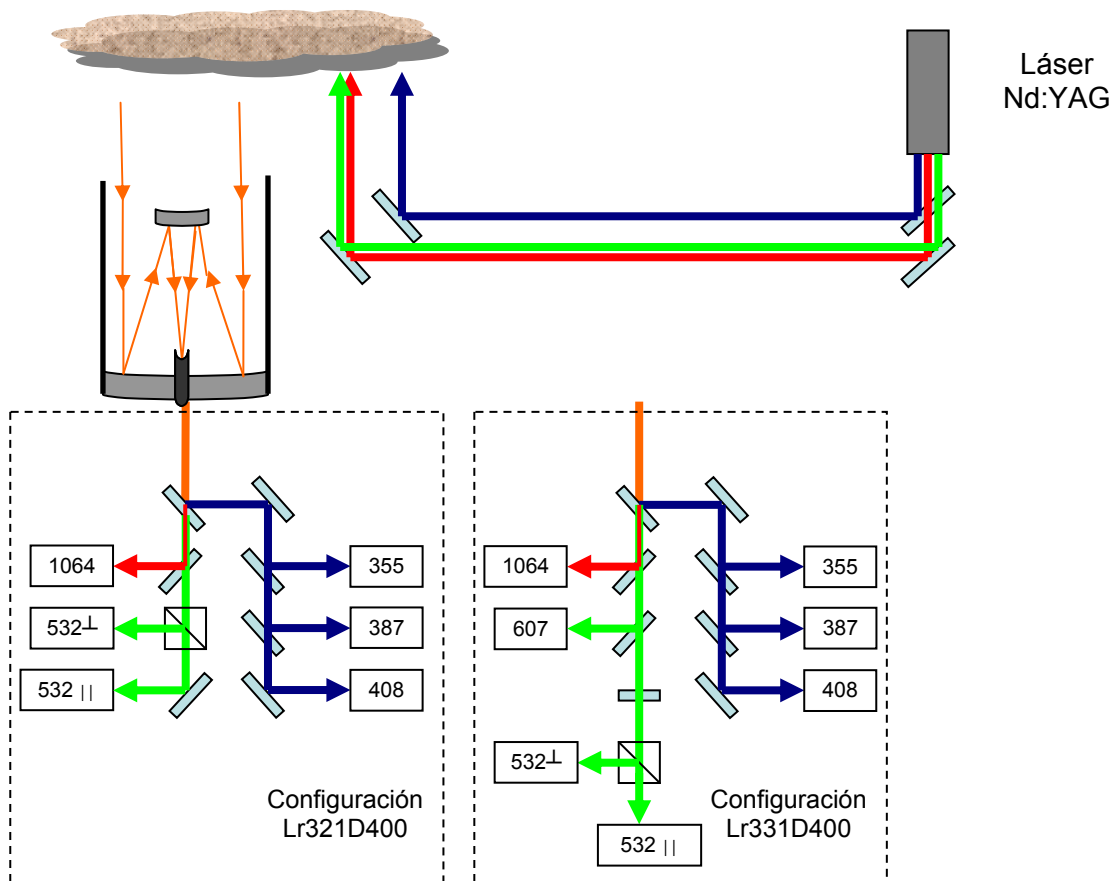 Láser
Nd:YAG
1064
532⊥
532 ||
355
387
408
Configuración
Lr321D400
1064
607
532⊥
532 ||
355
387
408
Configuración
Lr331D400